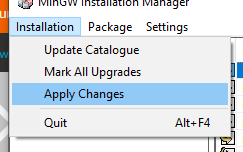 MinGW Installation Manager
Installation Package Settings
Update Catalogue
Mark All Upgrades
Apply Changes
Quit Alt+F4